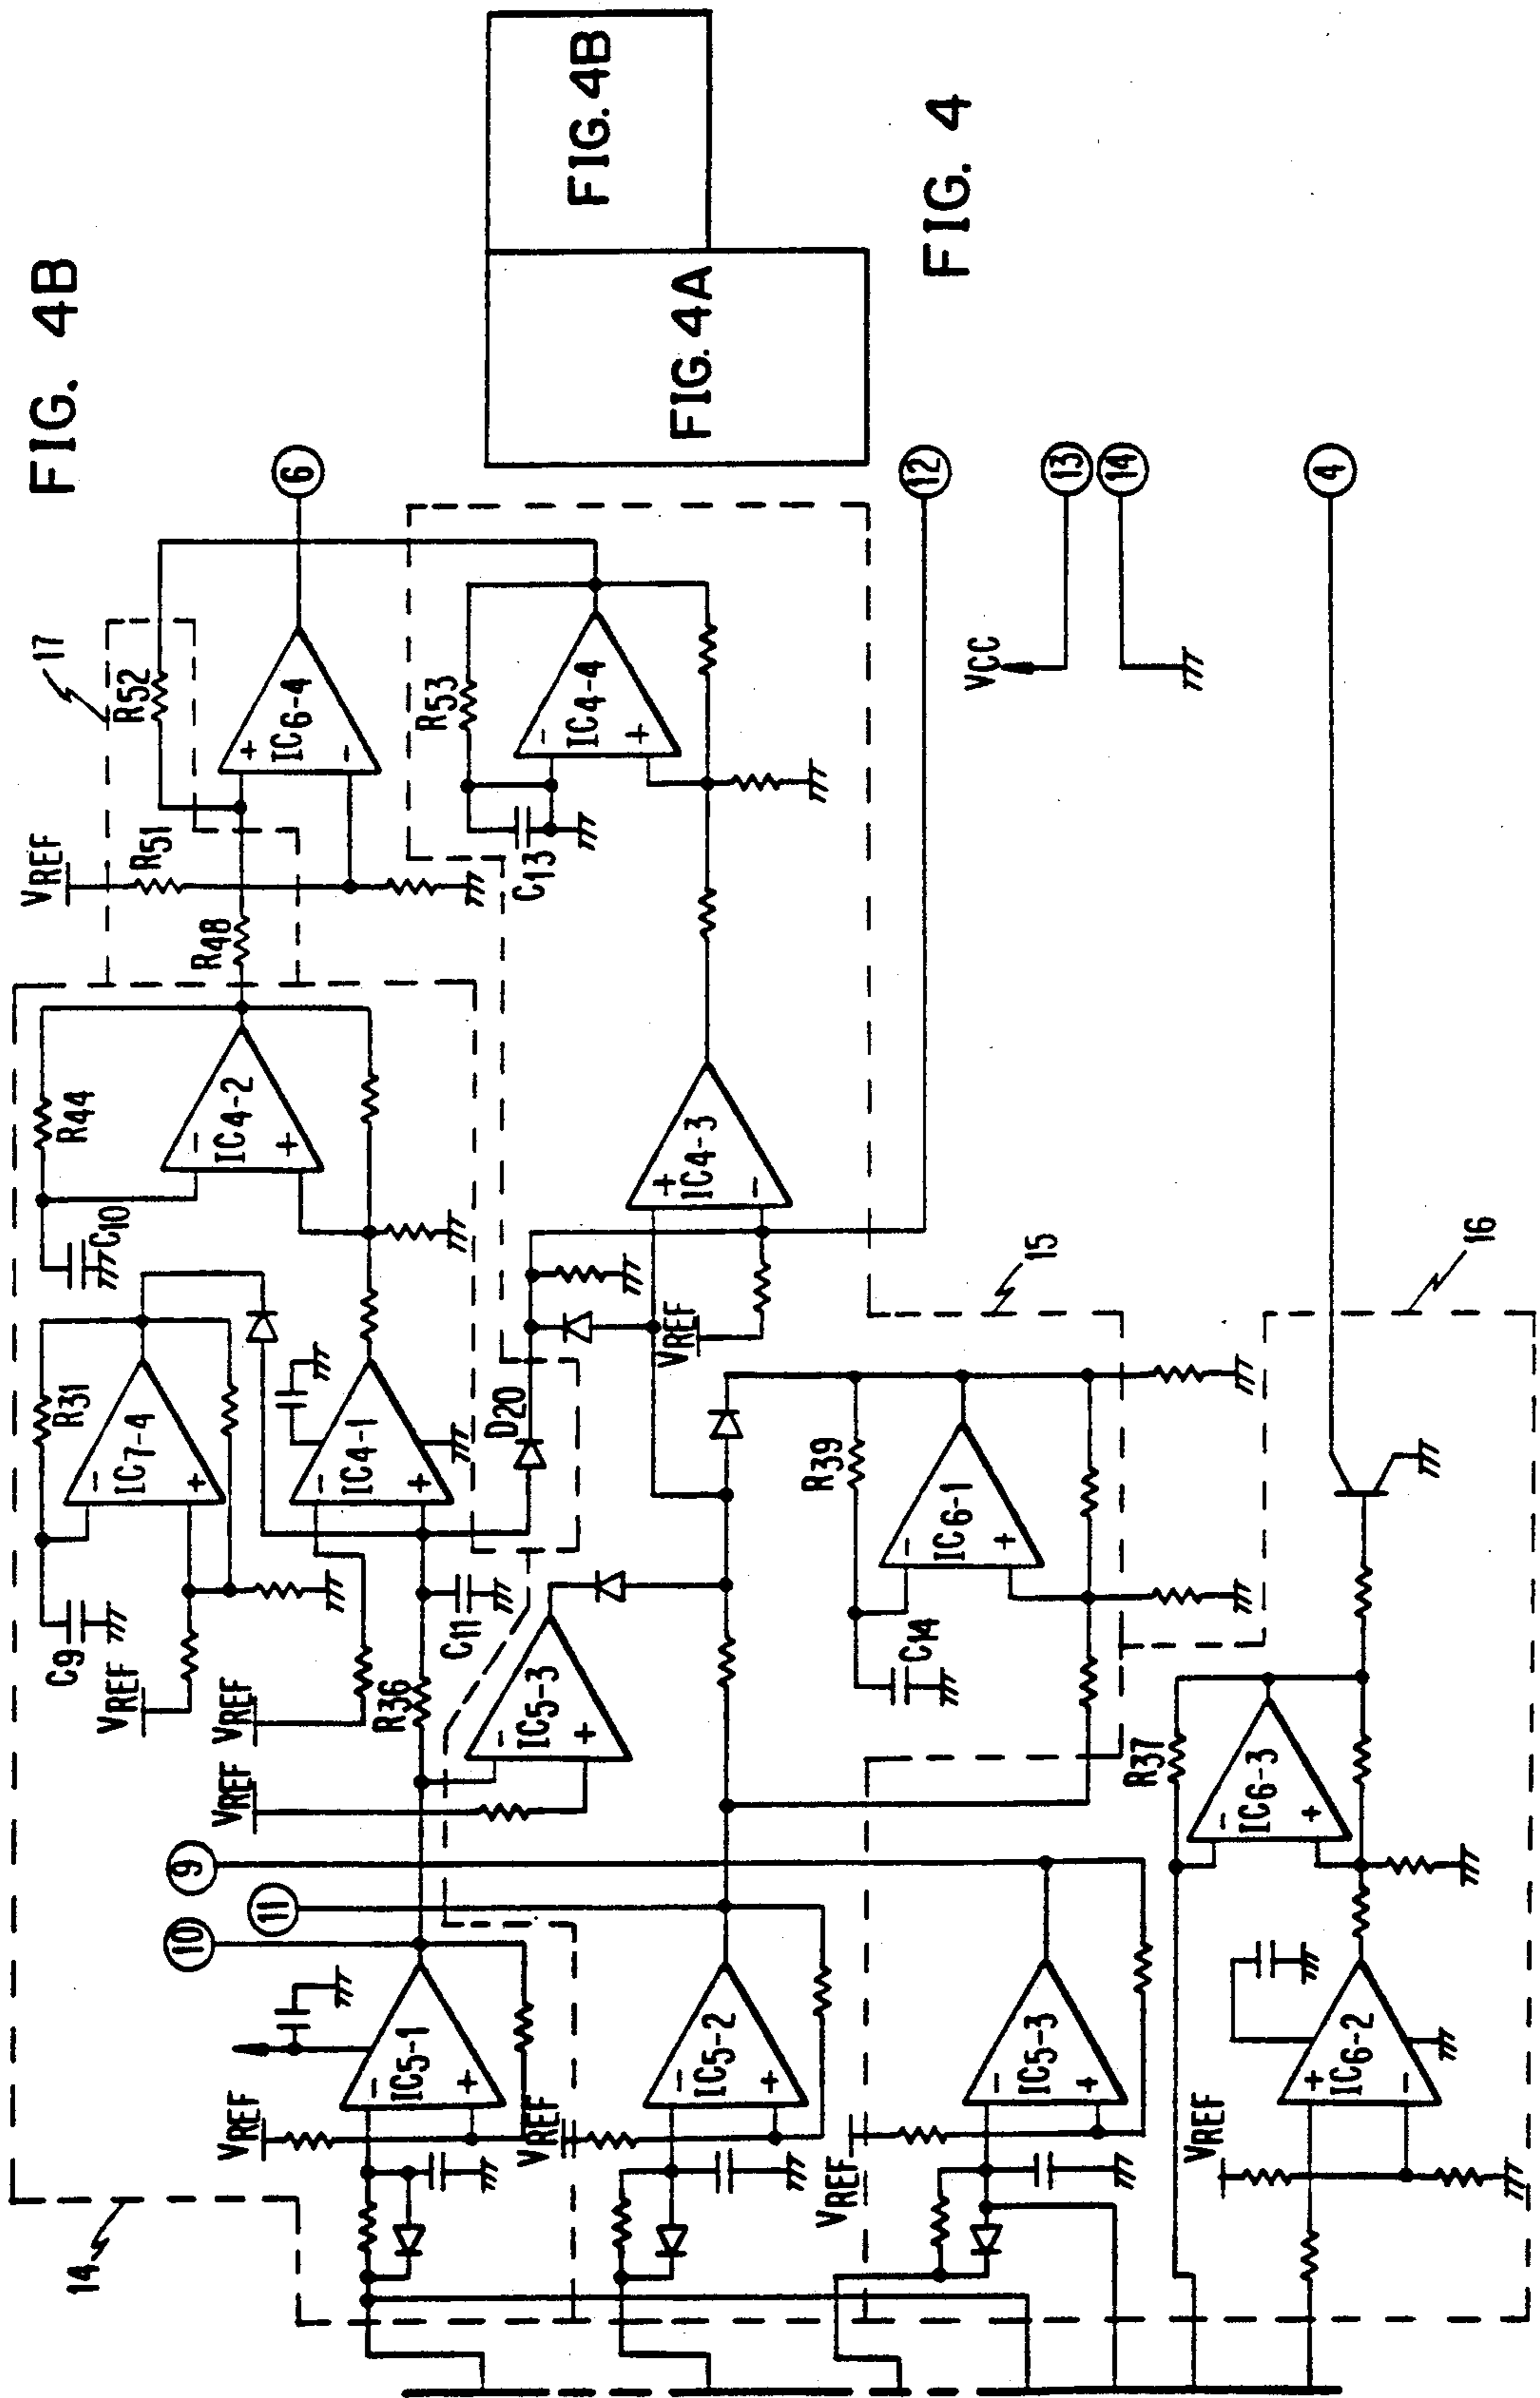 FIG. 4B
14
17
C9
R31
IC7-4
-
+
VREF
C10
R44
IC4-2
-
+
VREF
R51
R52
R48
IC6-4
+
-
6
10
11
9
VREF
VREF
R36
C11
IC4-1
-
+
D20
VREF
IC5-1
-
+
IC5-3
-
+
C13
R53
IC4-4
-
+
VREF
IC5-2
-
+
IC4-3
+
-
VREF
12
VREF
IC5-3
-
+
C14
R39
IC6-1
-
+
15
VCC
13
14
VREF
IC6-2
+
-
R37
IC6-3
-
+
16
4
FIG. 4A
FIG. 4B
FIG. 4